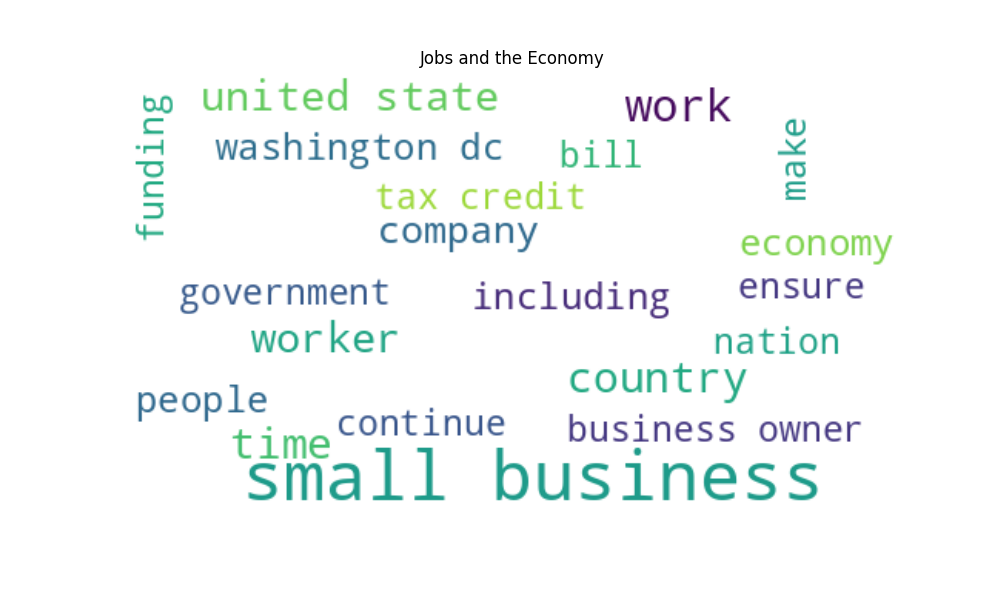 Jobs and the Economy
funding
united state
work
make
washington dc
bill
tax credit
company
economy
government
including
ensure
worker
nation
country
people
continue
business owner
time
small business